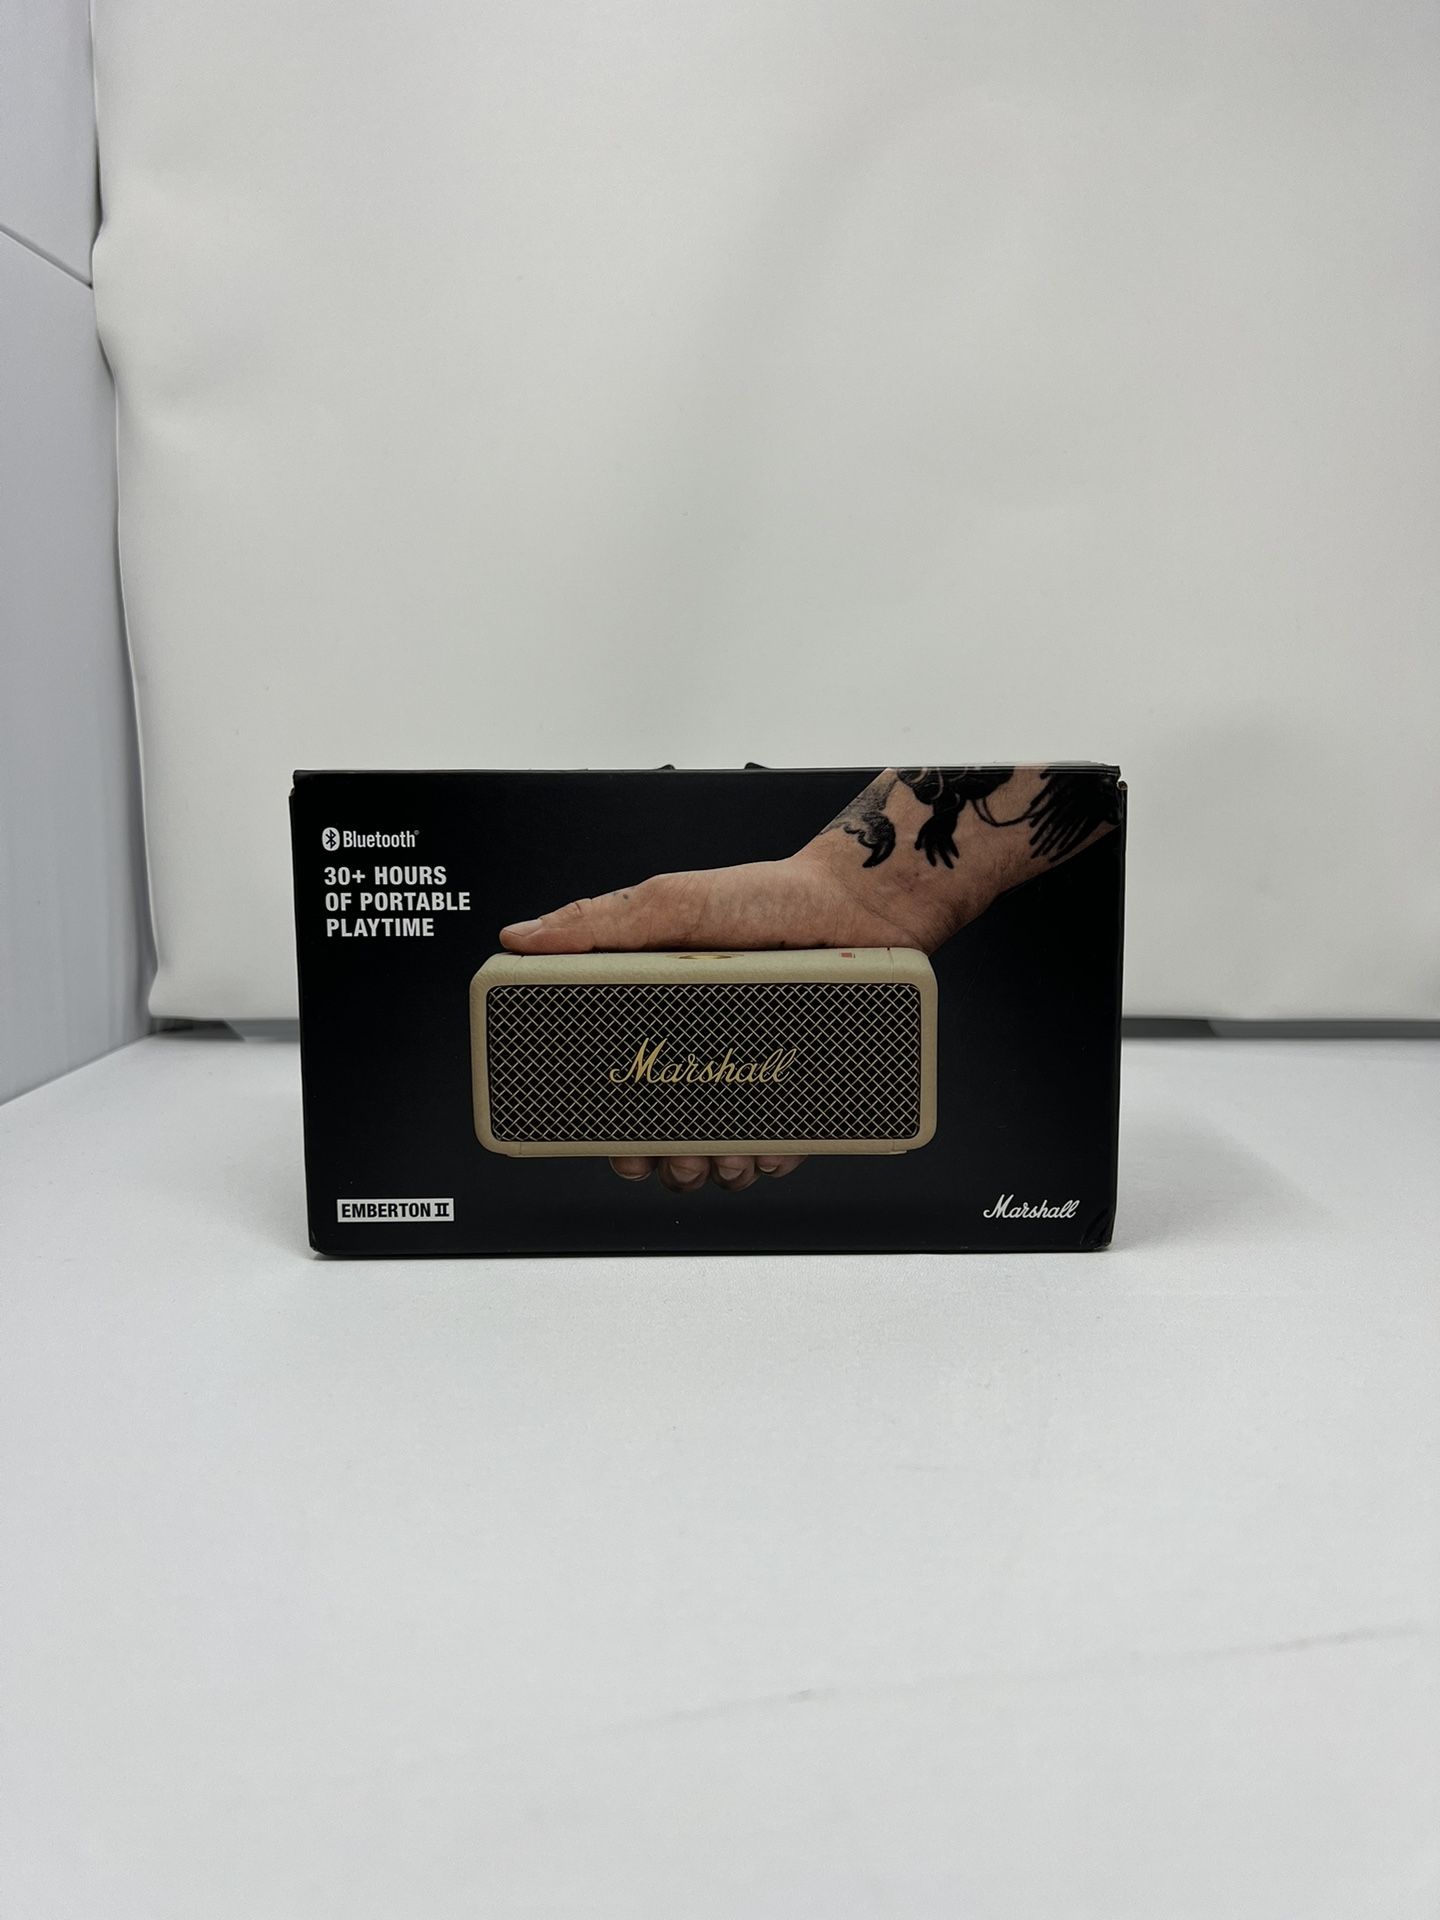 Bluetooth®
30+ HOURS
OF PORTABLE
PLAYTIME
Marshall
EMBERTON II
Marshall